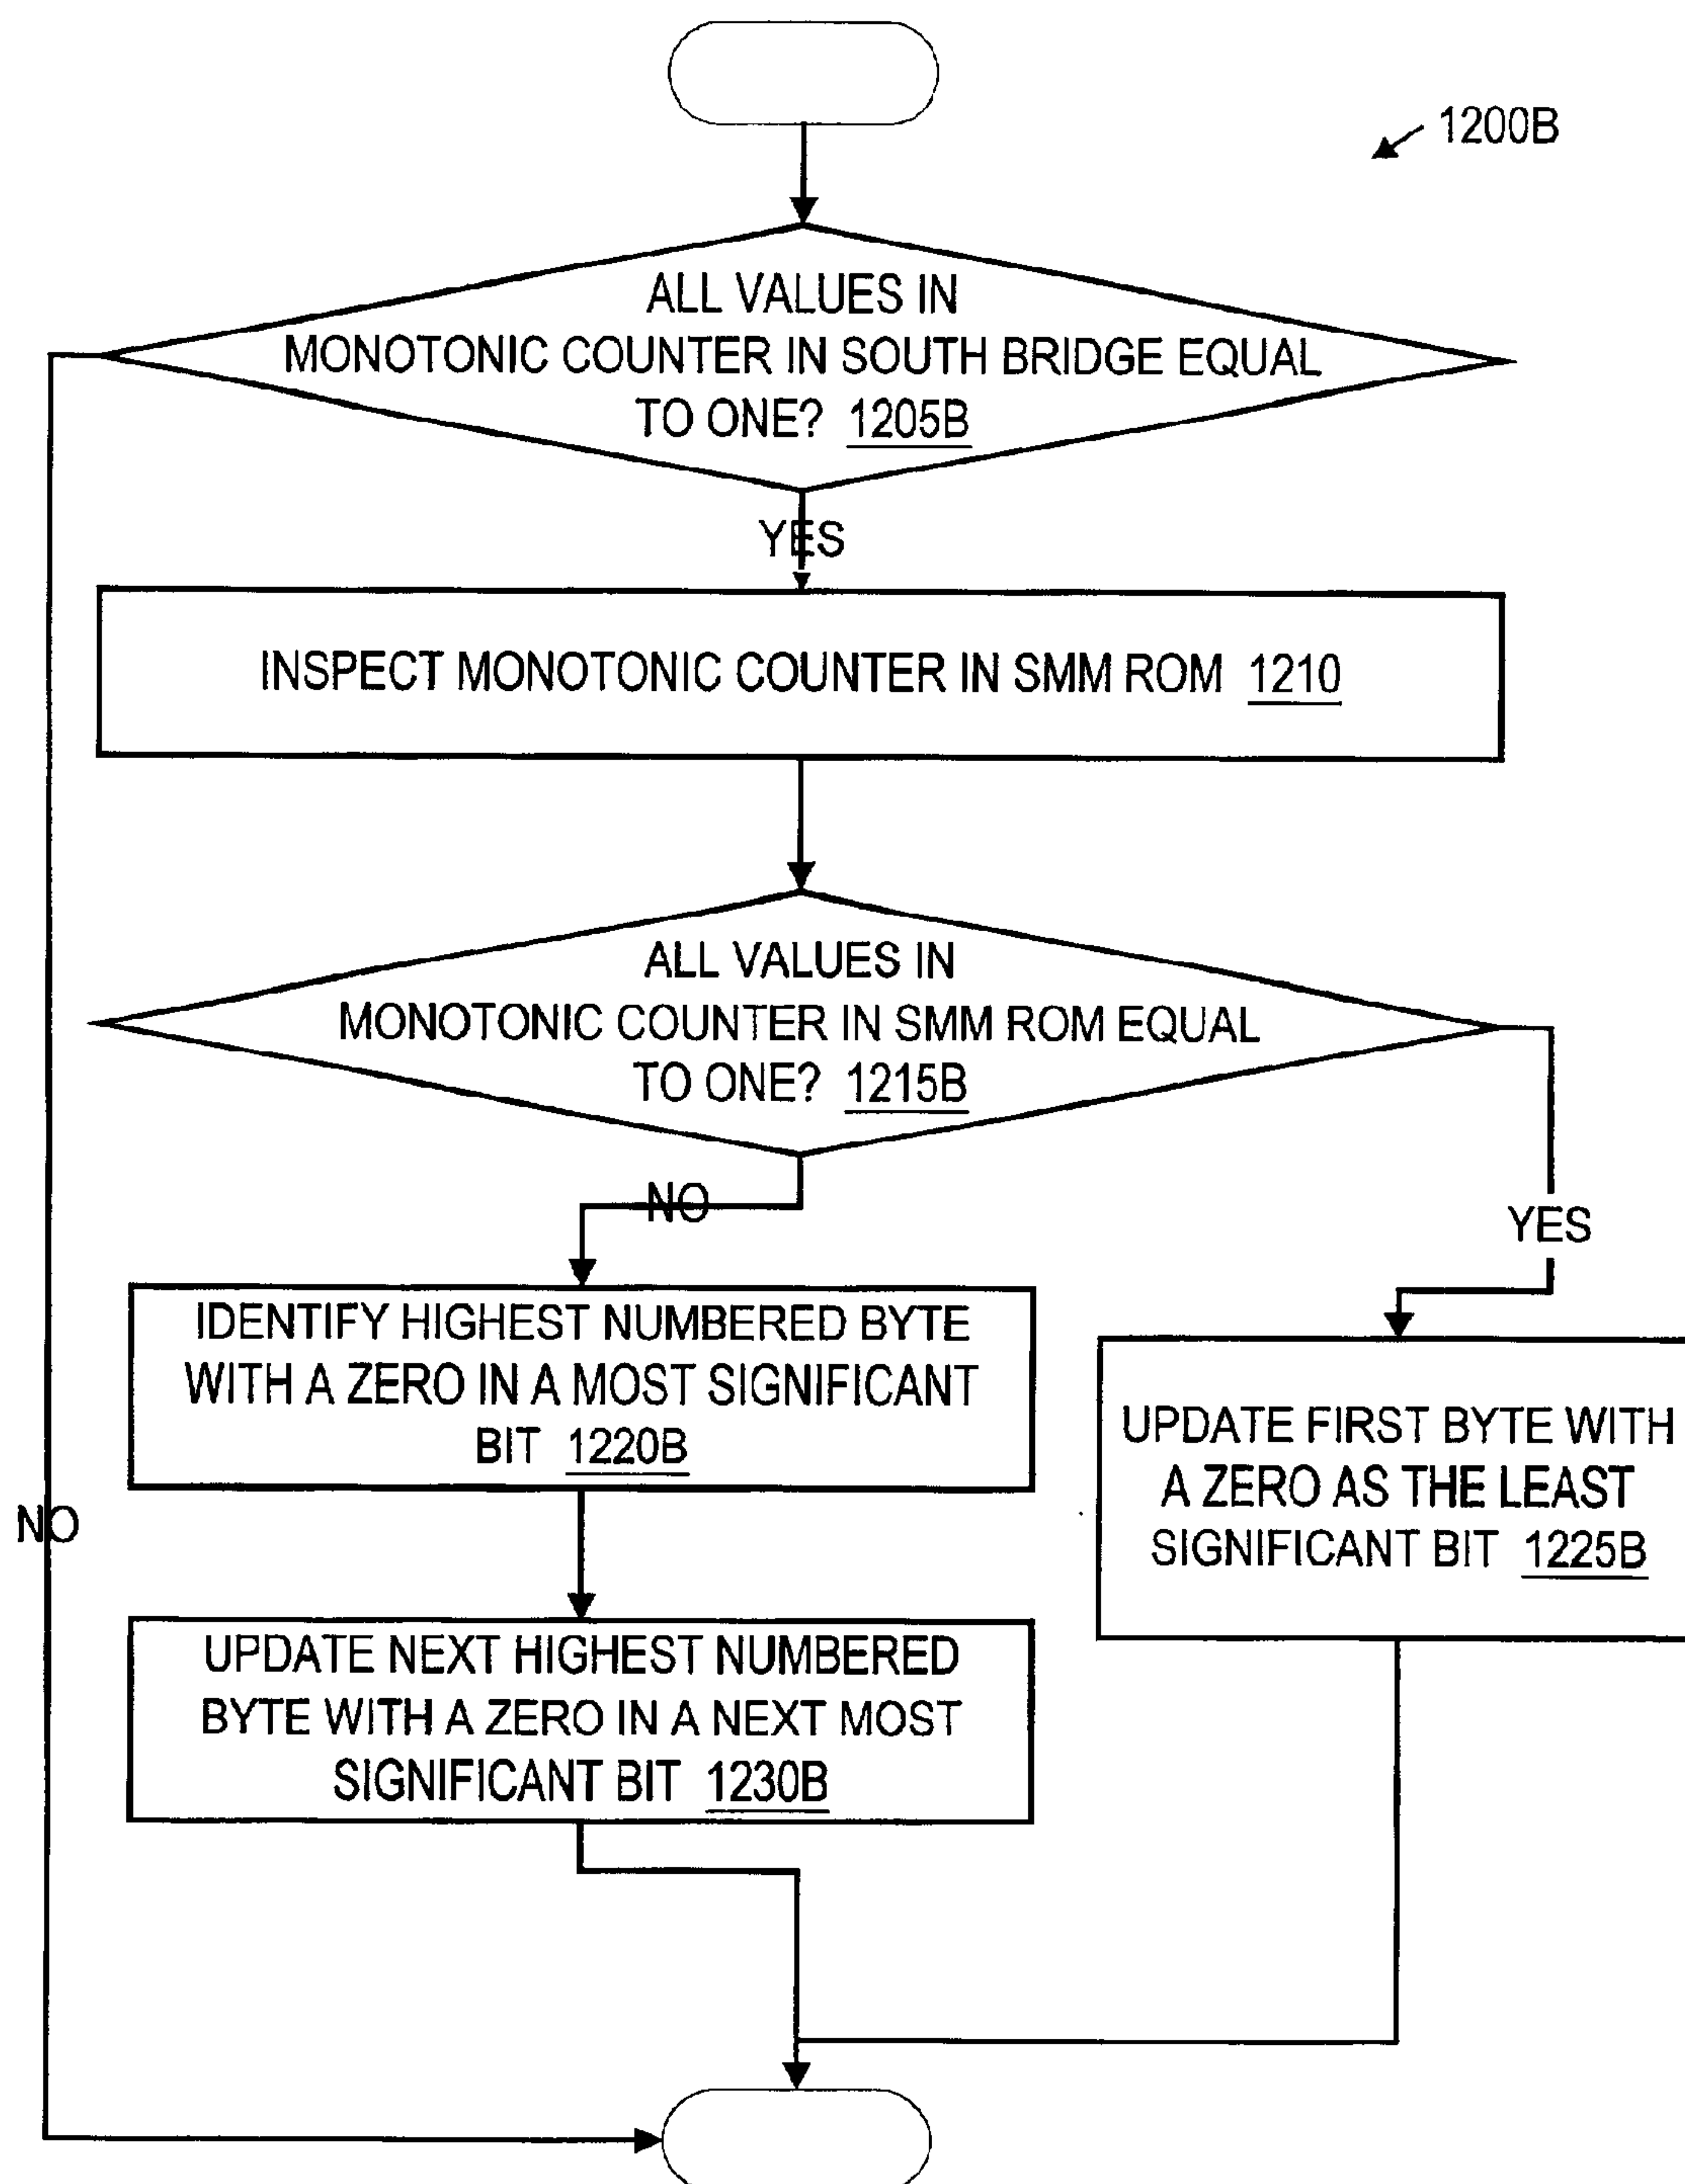 1200B
ALL VALUES IN
MONOTONIC COUNTER IN SOUTH BRIDGE EQUAL
TO ONE? 1205B
YES
INSPECT MONOTONIC COUNTER IN SMM ROM 1210
ALL VALUES IN
MONOTONIC COUNTER IN SMM ROM EQUAL
TO ONE? 1215B
NO
YES
IDENTIFY HIGHEST NUMBERED BYTE
WITH A ZERO IN A MOST SIGNIFICANT
BIT 1220B
UPDATE FIRST BYTE WITH
A ZERO AS THE LEAST
SIGNIFICANT BIT 1225B
NO
UPDATE NEXT HIGHEST NUMBERED
BYTE WITH A ZERO IN A NEXT MOST
SIGNIFICANT BIT 1230B